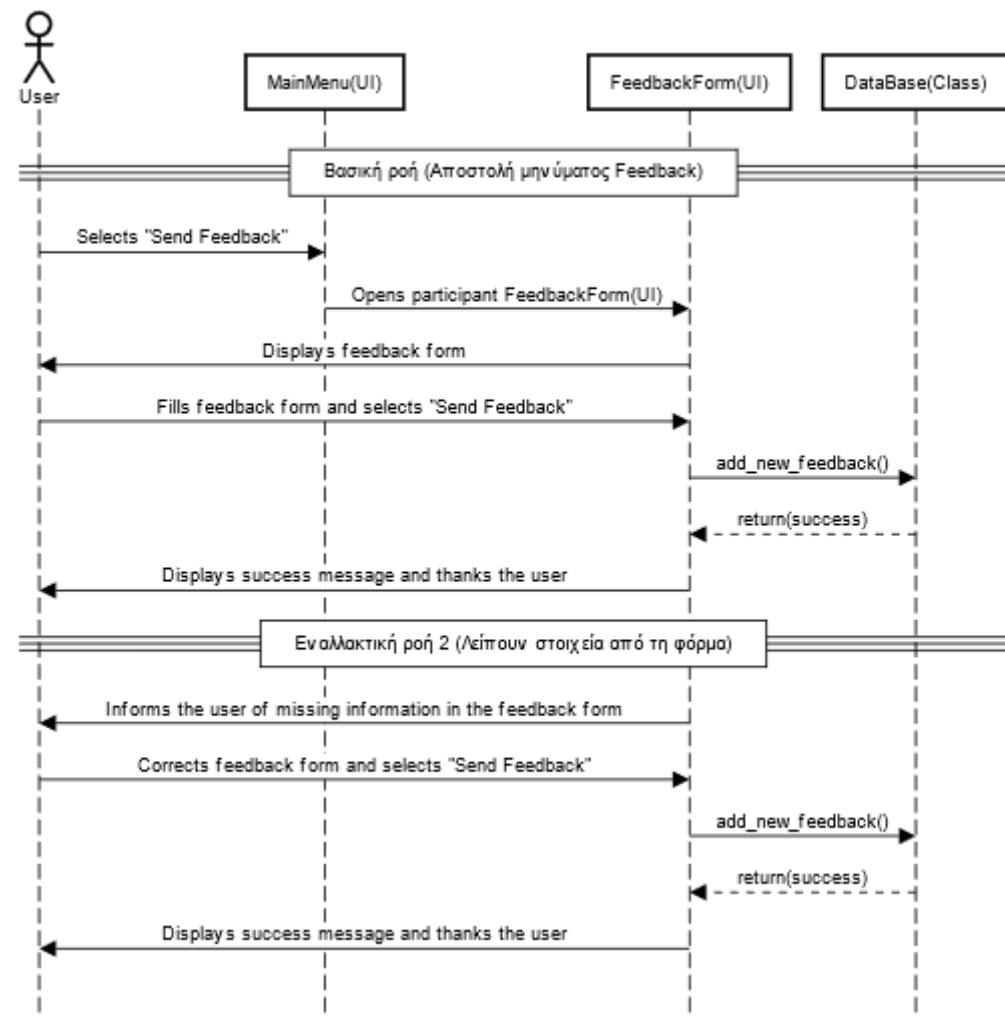 User
MainMenu(UI)
FeedbackForm(UI)
DataBase(Class)
Βασική ροή (Αποστολή μηνύματος Feedback)
Selects "Send Feedback"
Opens participant FeedbackForm(UI)
Displays feedback form
Fills feedback form and selects "Send Feedback"
add_new_feedback()
return(success)
Displays success message and thanks the user
Εναλλακτική ροή 2 (Λείπουν στοιχεία από τη φόρμα)
Informs the user of missing information in the feedback form
Corrects feedback form and selects "Send Feedback"
add_new_feedback()
return(success)
Displays success message and thanks the user